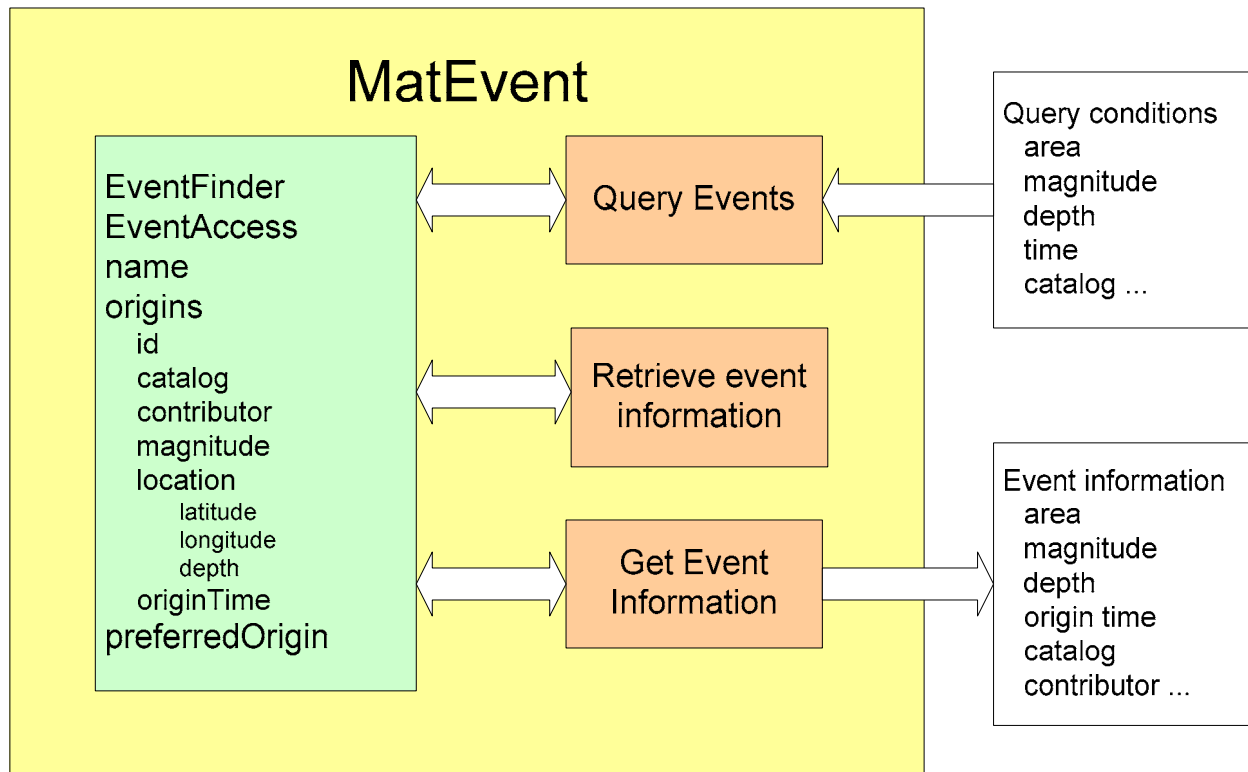 MatEvent
EventFinder
EventAccess
name
origins
id
catalog
contributor
magnitude
location
latitude
longitude
depth
originTime
preferredOrigin
Query Events
Retrieve event
information
Get Event
Information
Query conditions
area
magnitude
depth
time
catalog ...
Event information
area
magnitude
depth
origin time
catalog
contributor ...